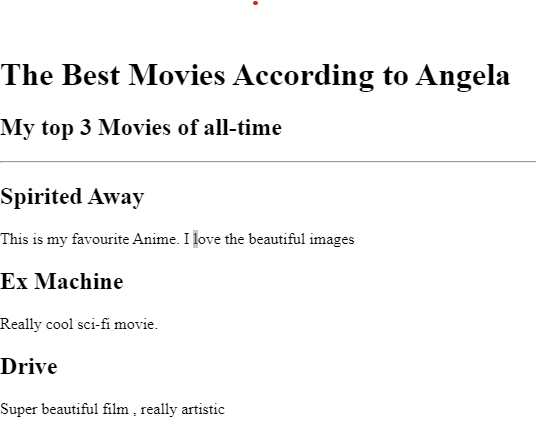 The Best Movies According to Angela
My top 3 Movies of all-time
Spirited Away
This is my favourite Anime. I love the beautiful images
Ex Machine
Really cool sci-fi movie.
Drive
Super beautiful film , really artistic